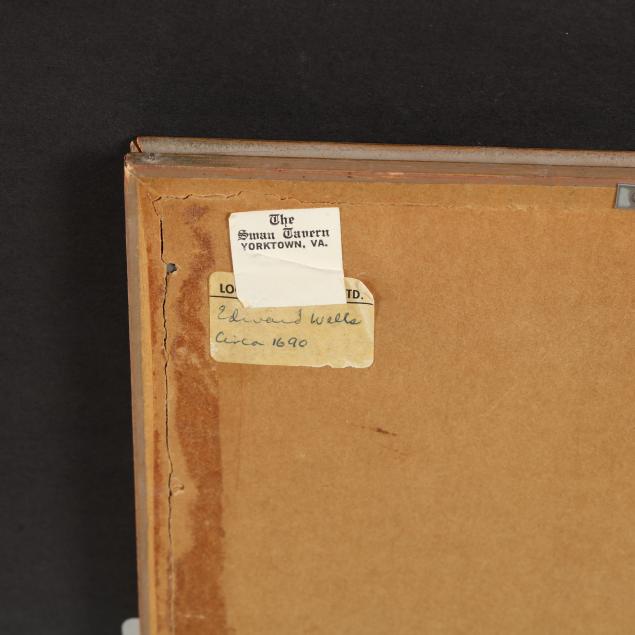 The
Swan Tavern
YORKTOWN, VA.
LO TD.
Edward Wells
Circa 1690